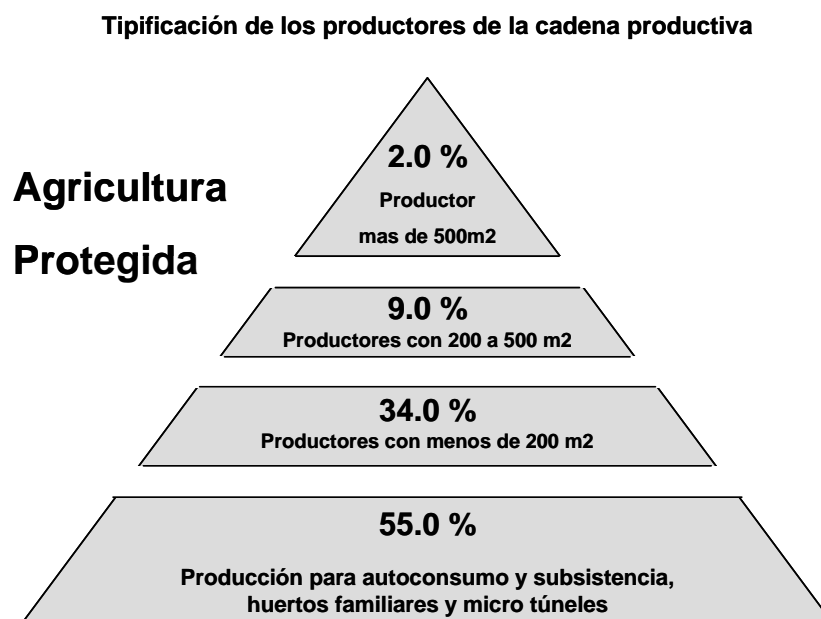 Tipificación de los productores de la cadena productiva
Agricultura
Protegida
2.0 %
Productor
mas de 500m2
9.0 %
Productores con 200 a 500 m2
34.0 %
Productores con menos de 200 m2
55.0 %
Producción para autoconsumo y subsistencia,
huertos familiares y micro túneles